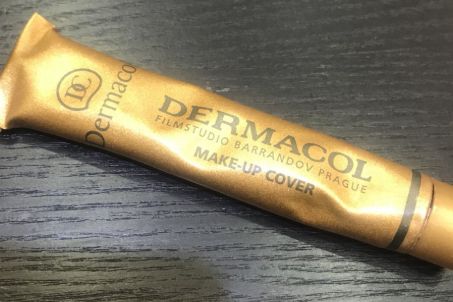 DC
Dermacol
DERMACOL
FILMSTUDIO BARRANDOV PRAGUE
MAKE-UP COVER